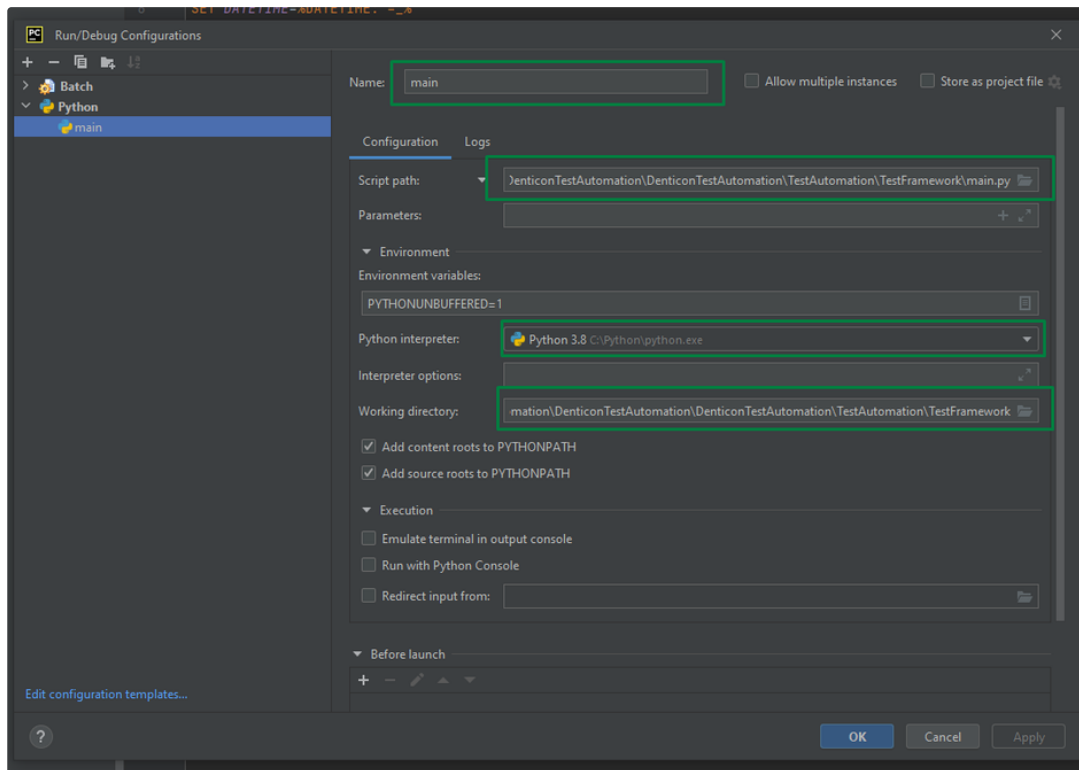 SET DATETIME=%DATETIME: =_%
PC Run/Debug Configurations
Batch
Python
main
Name: main
Allow multiple instances
Store as project file
Configuration Logs
Script path: DenticonTestAutomation\DenticonTestAutomation\TestAutomation\TestFramework\main.py
Parameters:
Environment
Environment variables:
PYTHONUNBUFFERED=1
Python interpreter: Python 3.8 C:\Python\python.exe
Interpreter options:
Working directory: mation\DenticonTestAutomation\DenticonTestAutomation\TestAutomation\TestFramework
Add content roots to PYTHONPATH
Add source roots to PYTHONPATH
Execution
Emulate terminal in output console
Run with Python Console
Redirect input from:
Before launch
Edit configuration templates...
? OK Cancel Apply